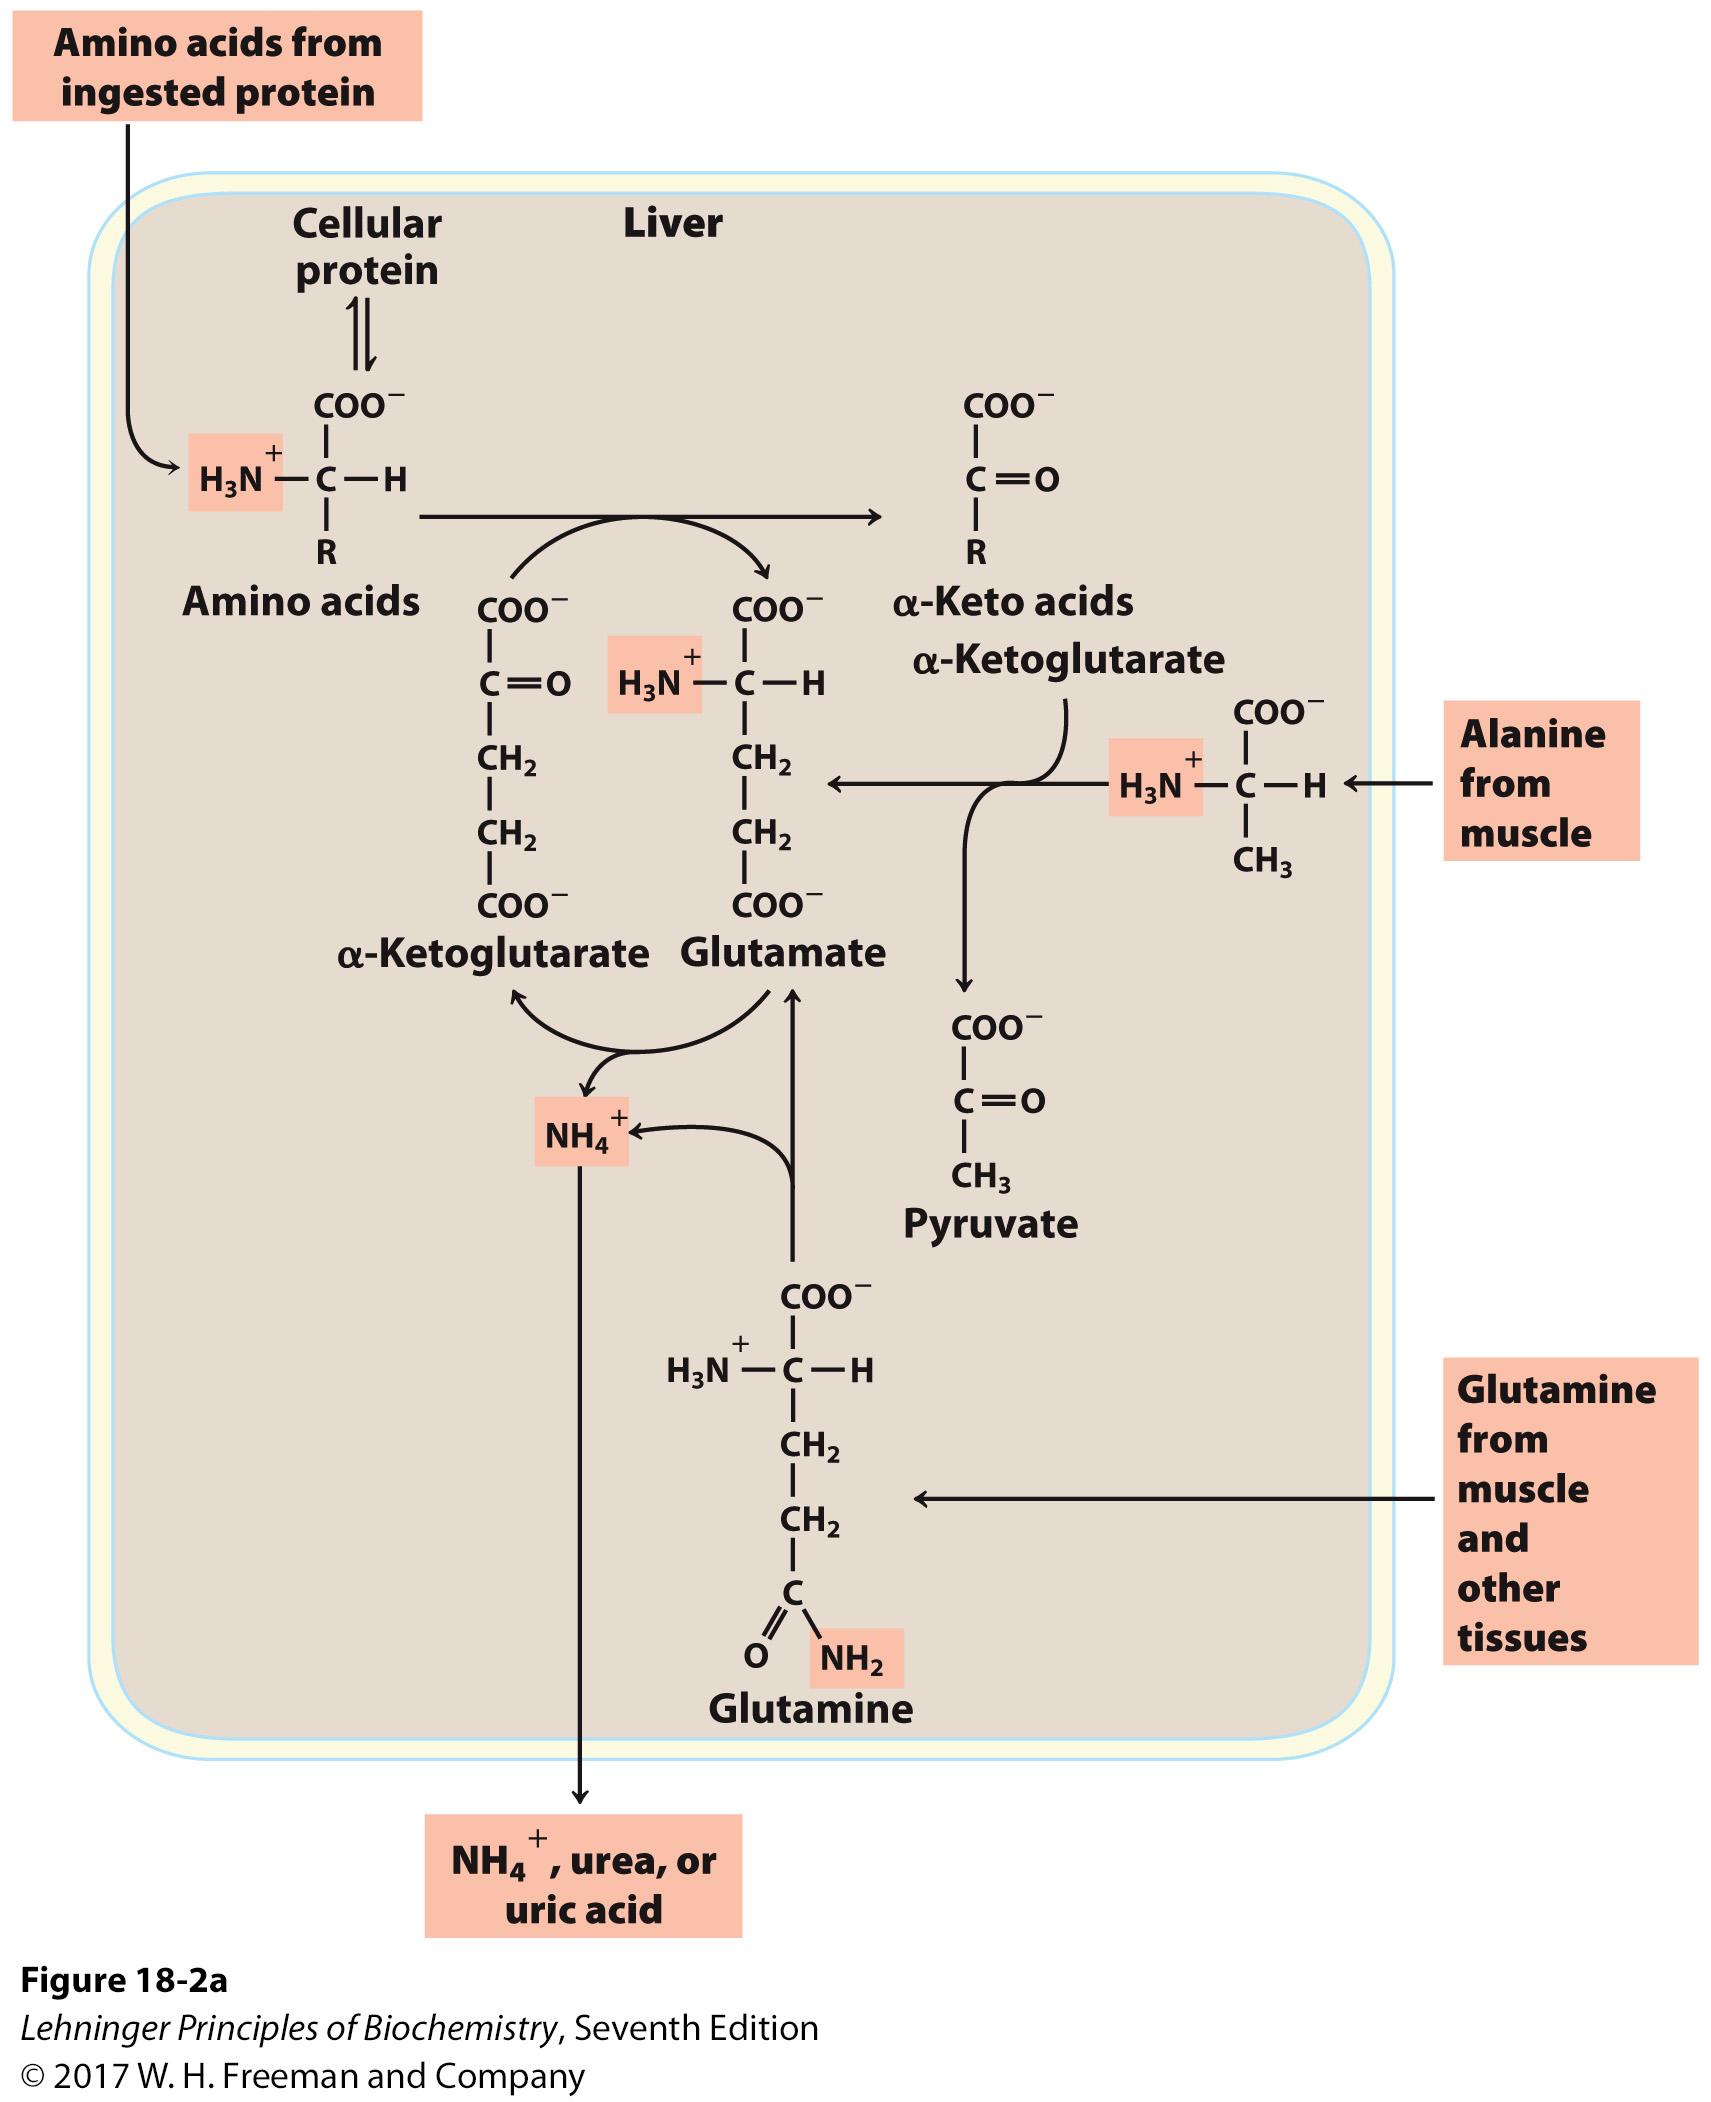 Amino acids from
ingested protein
Cellular
protein
Liver
COO⁻
H₃N⁺—C—H
R
Amino acids
COO⁻
C=O
R
α-Keto acids
COO⁻
C=O
CH₂
CH₂
COO⁻
α-Ketoglutarate
COO⁻
H₃N⁺—C—H
CH₂
CH₂
COO⁻
Glutamate
α-Ketoglutarate
COO⁻
H₃N⁺—C—H
CH₃
Alanine
from
muscle
NH₄⁺
COO⁻
C=O
CH₃
Pyruvate
COO⁻
H₃N⁺—C—H
CH₂
CH₂
C
O NH₂
Glutamine
Glutamine
from
muscle
and
other
tissues
NH₄⁺, urea, or
uric acid
Figure 18-2a
Lehninger Principles of Biochemistry, Seventh Edition
© 2017 W. H. Freeman and Company